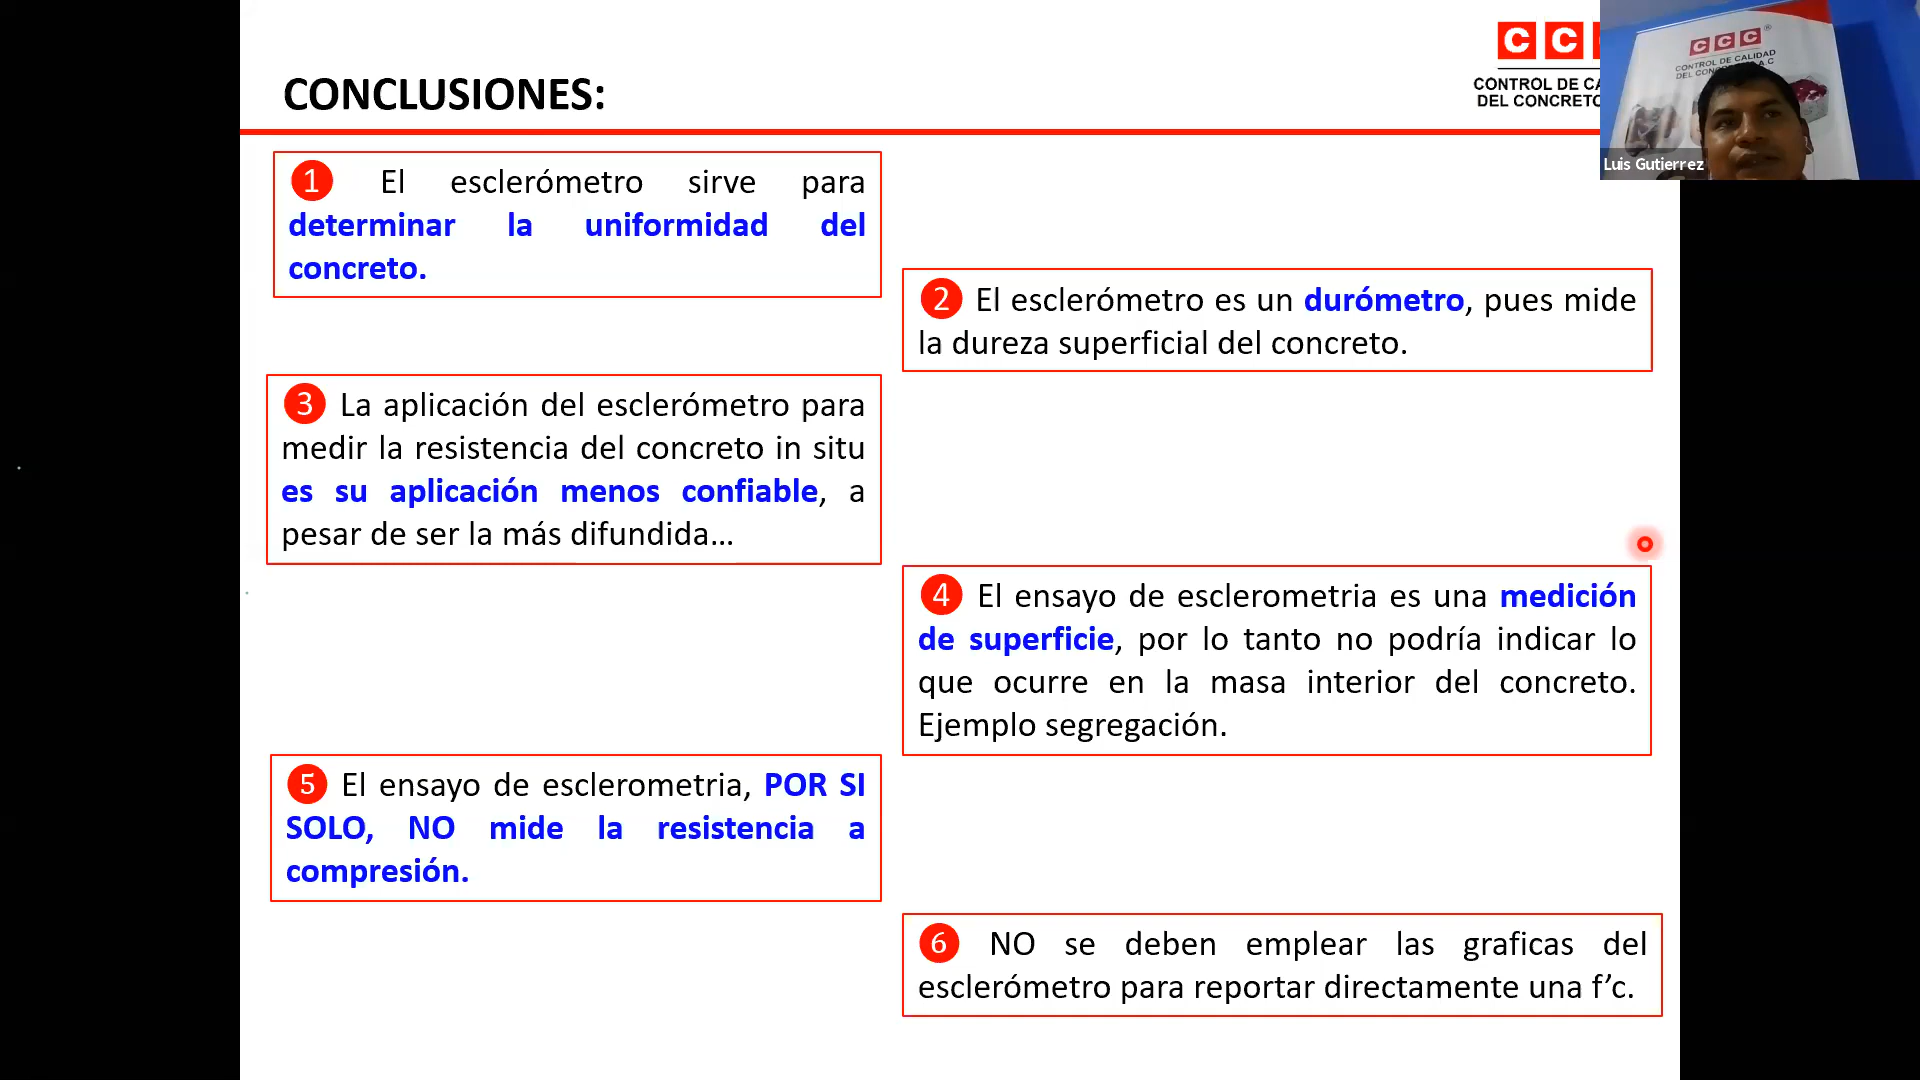 CONCLUSIONES:
CC
CONTROL DE CA
DEL CONCRETO
CCC
CONTROL DE CALIDAD
Luis Gutierrez
1 El esclerómetro sirve para
determinar la uniformidad del
concreto.
2 El esclerómetro es un durómetro, pues mide
la dureza superficial del concreto.
3 La aplicación del esclerómetro para
medir la resistencia del concreto in situ
es su aplicación menos confiable, a
pesar de ser la más difundida...
4 El ensayo de esclerometria es una medición
de superficie, por lo tanto no podría indicar lo
que ocurre en la masa interior del concreto.
Ejemplo segregación.
5 El ensayo de esclerometria, POR SI
SOLO, NO mide la resistencia a
compresión.
6 NO se deben emplear las graficas del
esclerómetro para reportar directamente una f’c.